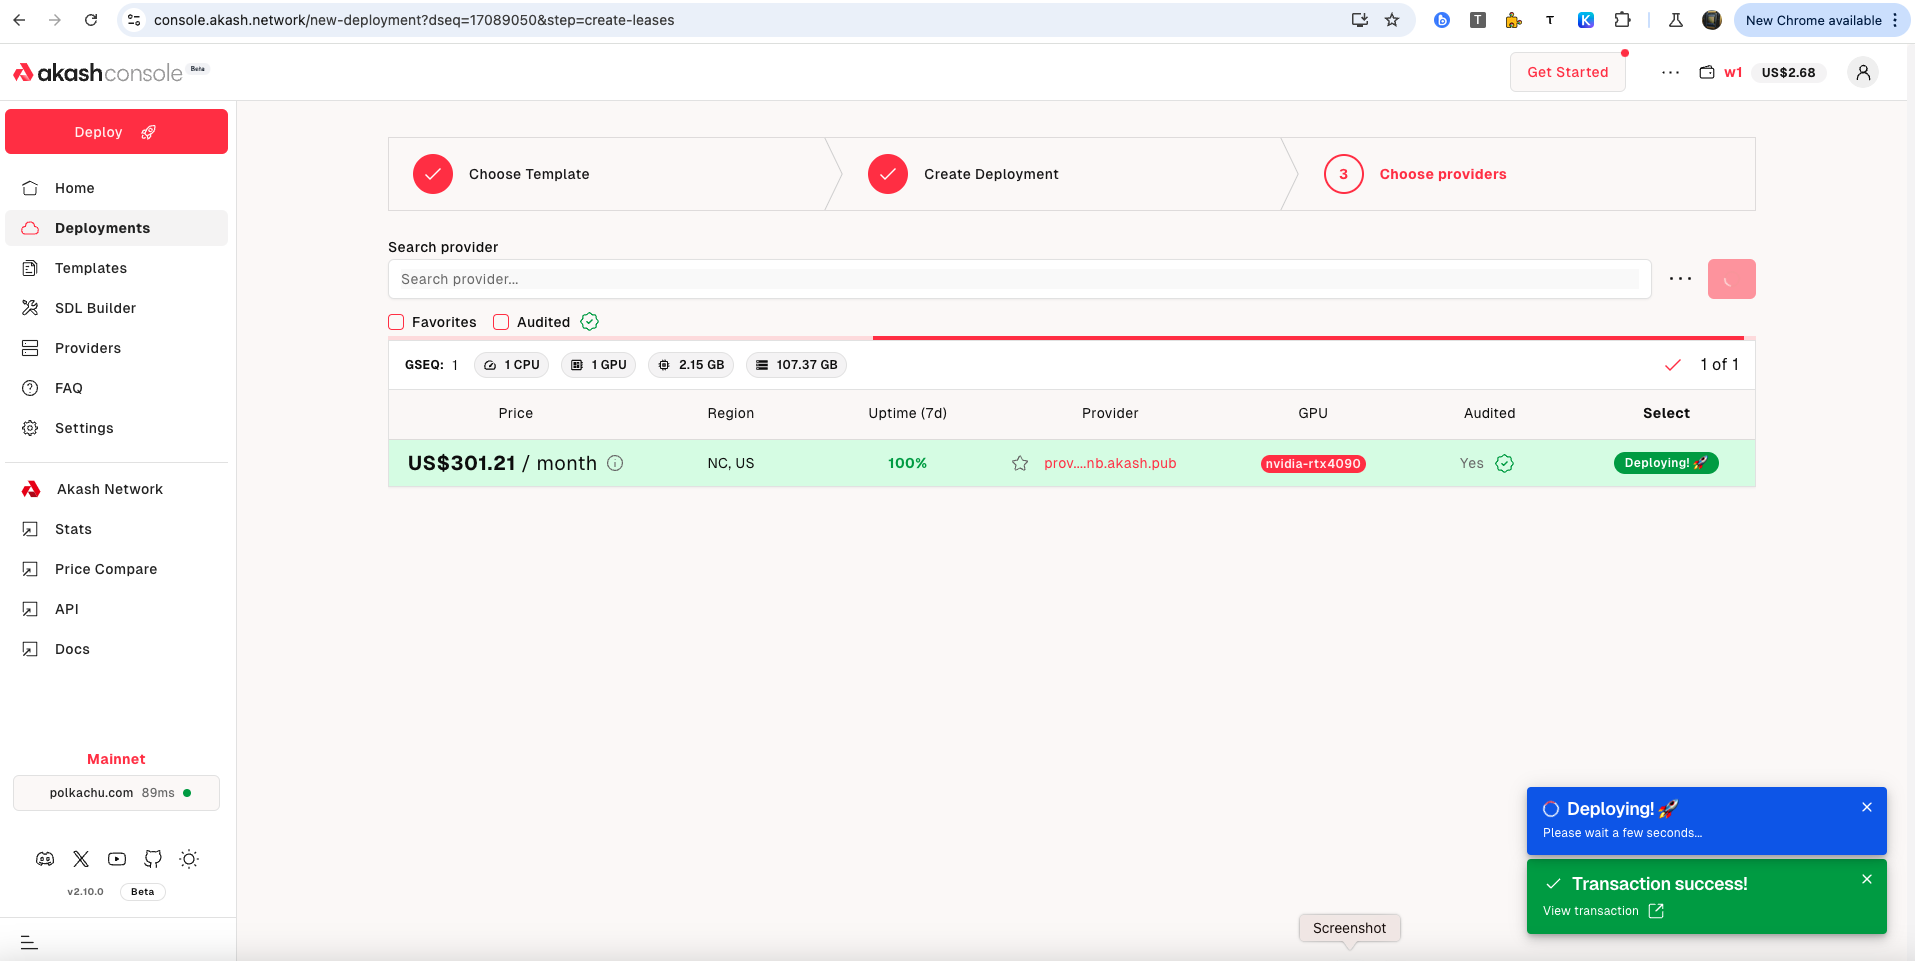 console.akash.network/new-deployment?dseq=17089050&step=create-leases
New Chrome available
akashconsole Beta
Get Started
w1 US$2.68
Deploy
Home
Deployments
Templates
SDL Builder
Providers
FAQ
Settings
Akash Network
Stats
Price Compare
API
Docs
Mainnet
polkachu.com 89ms
v2.10.0 Beta
Choose Template
Create Deployment
3 Choose providers
Search provider
Search provider...
Favorites Audited
GSEQ: 1 1 CPU 1 GPU 2.15 GB 107.37 GB 1 of 1
Price Region Uptime (7d) Provider GPU Audited Select
US$301.21 / month NC, US 100% prov....nb.akash.pub nvidia-rtx4090 Yes Deploying! 🚀
Deploying! 🚀
Please wait a few seconds...
Transaction success!
View transaction
Screenshot